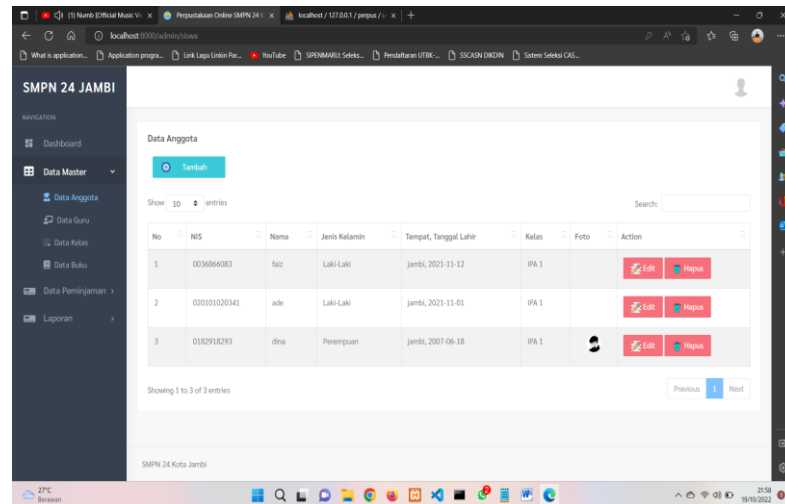 (1) Numb [Official Music Vi
Perpustakaan Online SMPN 24
localhost / 127.0.0.1 / perpus / si
localhost:8000/admin/siswa
What is application...
Application progra...
Lirik Lagu Linkin Par...
YouTube
SIPENMARU: Seleks...
Pendaftaran UTBK-...
SSCASN DIKDIN
Sistem Seleksi CAS...
SMPN 24 JAMBI
NAVIGATION
Dashboard
Data Master
Data Anggota
Data Guru
Data Kelas
Data Buku
Data Peminjaman
Laporan
Data Anggota
Tambah
Show 10 entries
Search:
No NIS Nama Jenis Kelamin Tempat, Tanggal Lahir Kelas Foto Action
1 0036866083 faiz Laki-Laki jambi, 2021-11-12 IPA 1 Edit Hapus
2 020101020341 ade Laki-Laki jambi, 2021-11-01 IPA 1 Edit Hapus
3 0182918293 dina Perempuan jambi, 2007-06-18 IPA 1 Edit Hapus
Showing 1 to 3 of 3 entries
Previous 1 Next
SMPN 24 Kota Jambi
27°C
Berawan
21:58
19/10/2022